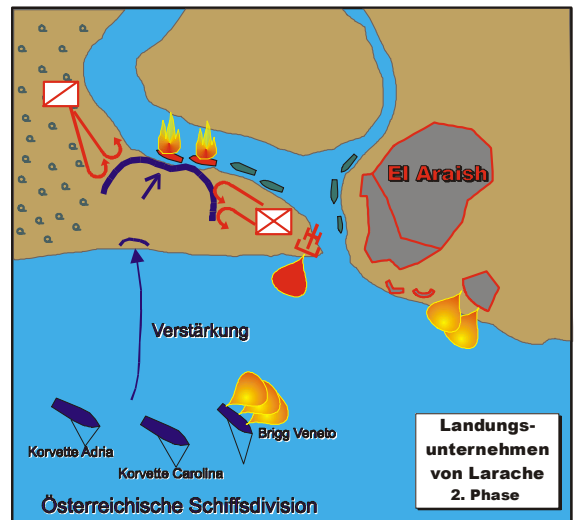 El Araish
Verstärkung
Korvette Adria
Korvette Carolina
Brigg Veneto
Österreichische Schiffsdivision
Landungs-
unternehmen
von Larache
2. Phase